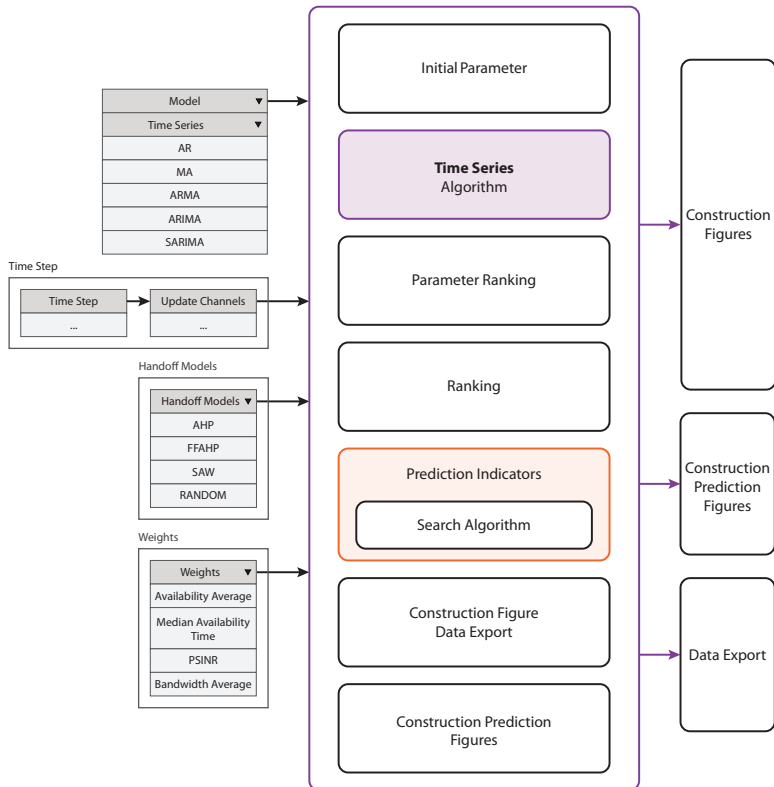 Model
Time Series
AR
MA
ARMA
ARIMA
SARIMA
Time Step
Time Step
Update Channels
...
...
Handoff Models
Handoff Models
AHP
FFAHP
SAW
RANDOM
Weights
Weights
Availability Average
Median Availability
Time
PSINR
Bandwidth Average
Initial Parameter
Time Series
Algorithm
Parameter Ranking
Ranking
Prediction Indicators
Search Algorithm
Construction Figure
Data Export
Construction Prediction
Figures
Construction
Figures
Construction
Prediction
Figures
Data Export